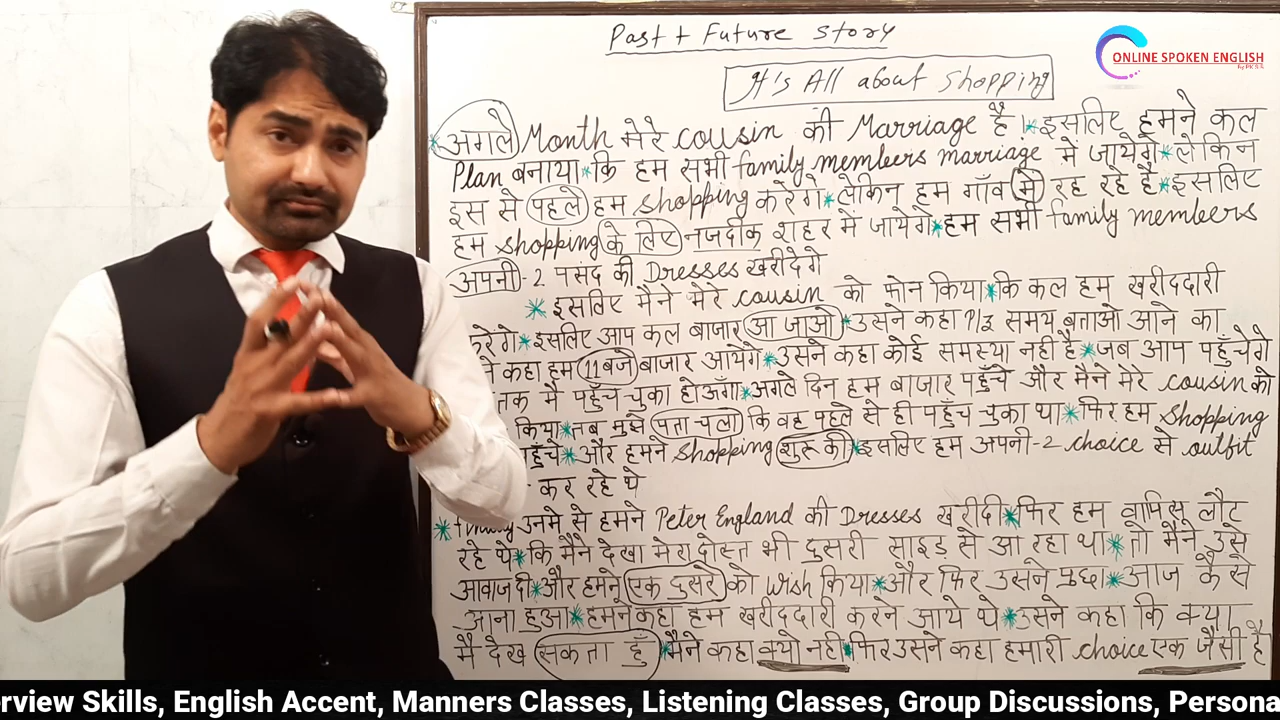 Past + Future Story
ONLINE SPOKEN ENGLISH
It's All about Shopping
अगले Month मेरे cousin की Marriage है। * इसलिए हमने कल
Plan बनाया * कि हम सभी family members marriage में जायेगे * लेकिन
इस से पहले हम shopping करेगे * लेकिन हम गाँव मे रह रहे है * इसलिए
हम shopping के लिए नजदीक शहर में जायेगे * हम सभी family members
अपनी-2 पसंद की Dresses खरीदेगे
* इसलिए मैने मेरे cousin को फोन किया * कि कल हम खरीददारी
करेगे * इसलिए आप कल बाजार आ जाओ * उसने कहा समय बताओ आने का
ने कहा हम 11 बजे बाजार आयेगे * उसने कहा कोई समस्या नही है * जब आप पहुँचेगे
तक मै पहुँच चुका होऊँगा * अगले दिन हम बाजार पहुँचे और मैने मेरे cousin को
किया * तब मुझे पता चला कि वह पहले से ही पहुँच चुका था * फिर हम shopping
पहुँचे * और हमने shopping शुरू की * इसलिए हम अपनी-2 choice से outfit
कर रहे थे
* finally उनमे से हमने Peter England की Dresses खरीदी * फिर हम वापिस लौट
रहे थे * कि मैने देखा मेरा दोस्त भी दुसरी साइड से आ रहा था * तो मैने उसे
आवाज दी * और हमने एक दुसरे को wish किया * और फिर उसने पुछा * आज कैसे
आना हुआ * हमने कहा हम खरीददारी करने आये थे * उसने कहा कि क्या
मै देख सकता हुँ * मैने कहा क्यो नही * फिर उसने कहा हमारी choice एक जैसी है
rview Skills, English Accent, Manners Classes, Listening Classes, Group Discussions, Persona